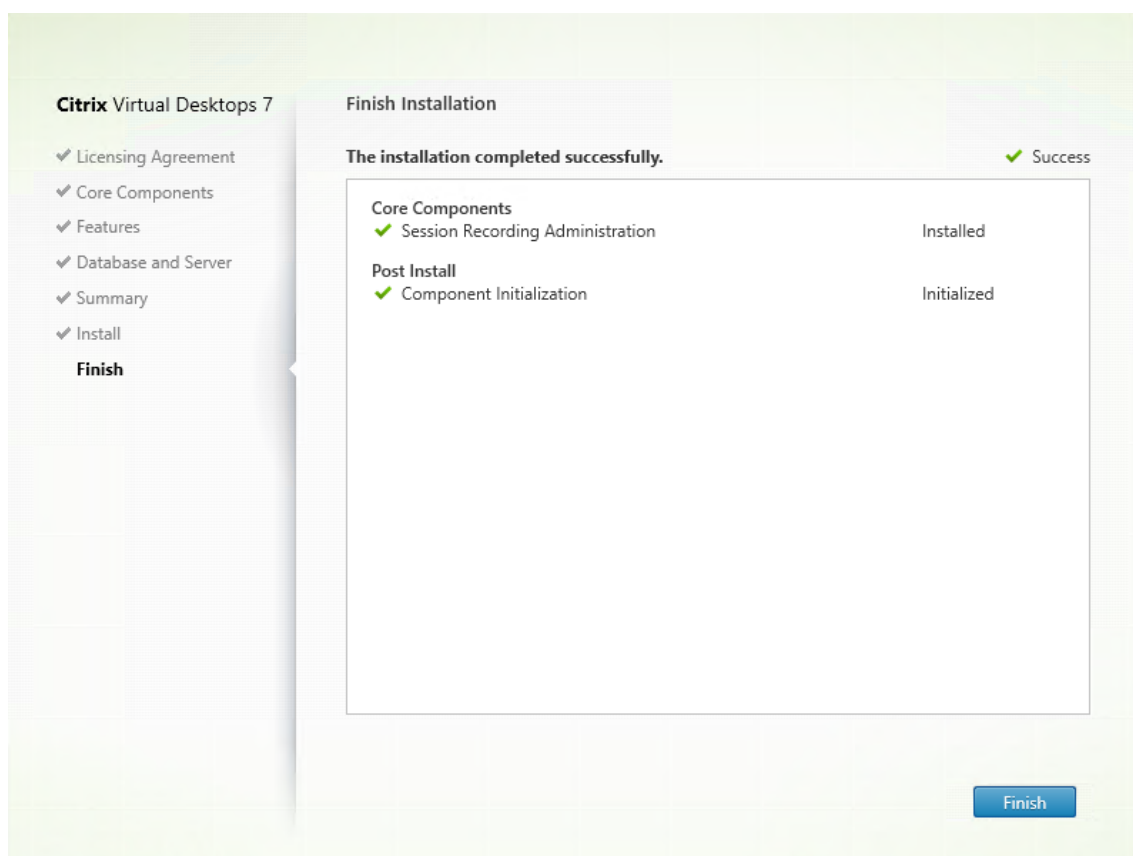 Citrix Virtual Desktops 7
Licensing Agreement
Core Components
Features
Database and Server
Summary
Install
Finish
Finish Installation
The installation completed successfully.
Success
Core Components
Session Recording Administration
Installed
Post Install
Component Initialization
Initialized
Finish